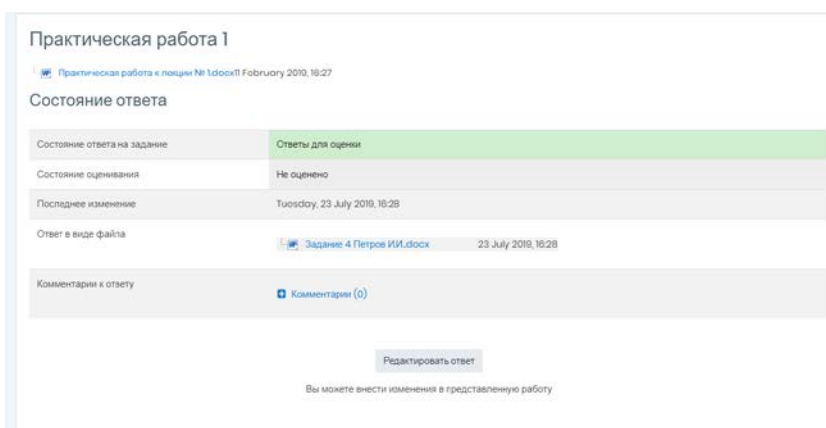 Практическая работа 1
Практическая работа к лекции № 1.docx11 Fobruory 2019, 16:27
Состояние ответа
Состояние ответа на задание Ответы для оценки
Состояние оценивания Не оценено
Последнее изменение Tuosday, 23 July 2019, 16:28
Ответ в виде файла Задание 4 Петров И.И..docx 23 July 2019, 16:28
Комментарии к ответу Комментарии (0)
Редактировать ответ
Вы можете внести изменения в представленную работу